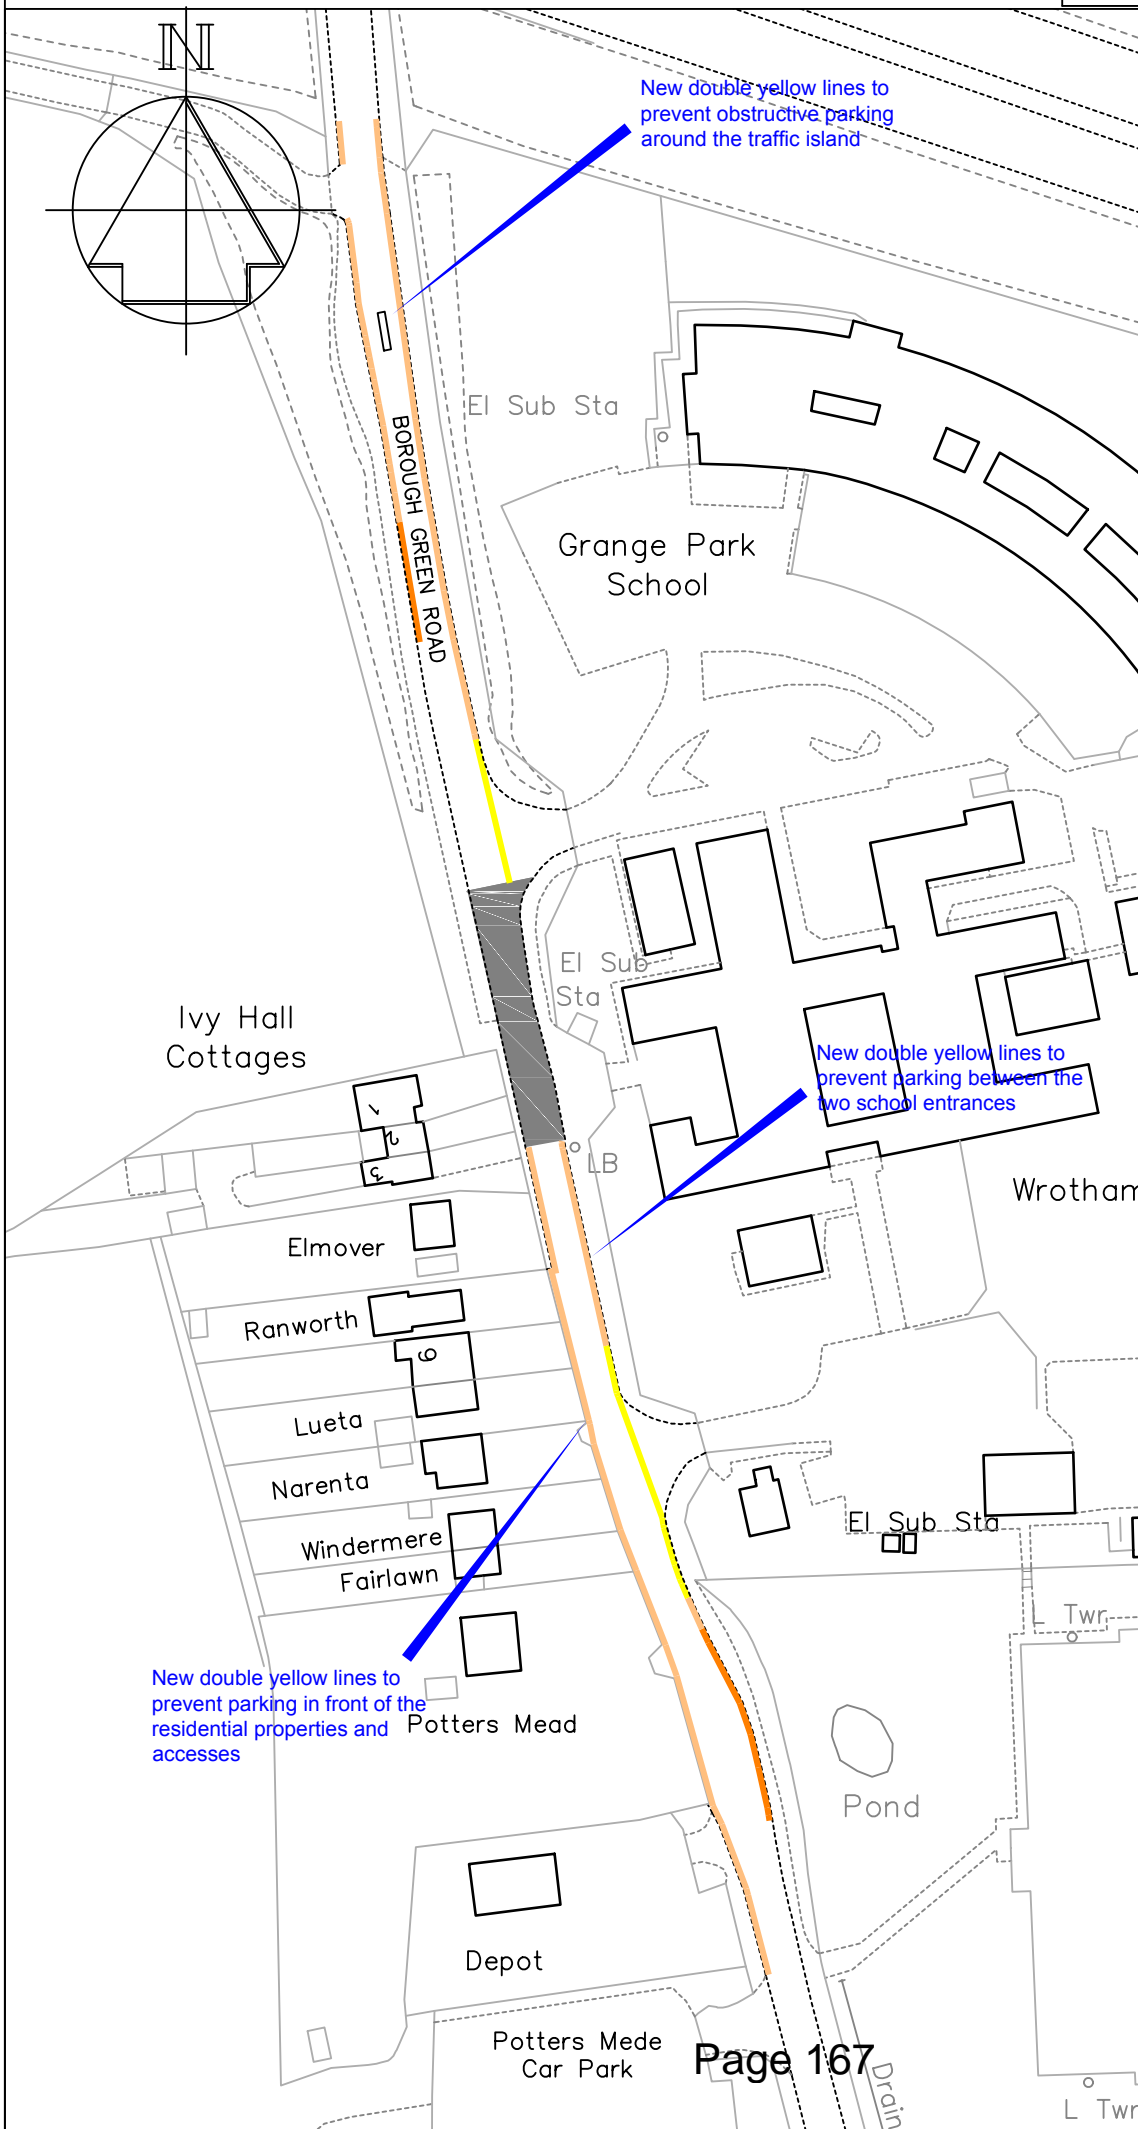 N
New double yellow lines to
prevent obstructive parking
around the traffic island
El Sub Sta
BOROUGH GREEN ROAD
Grange Park
School
El Sub
Sta
Ivy Hall
Cottages
New double yellow lines to
prevent parking between the
two school entrances
1
2
3
LB
Wrotham
Elmover
Ranworth
9
Lueta
Narenta
Windermere
Fairlawn
El Sub Sta
L Twr
New double yellow lines to
prevent parking in front of the
residential properties and
accesses
Potters Mead
Pond
Depot
Potters Mede
Car Park
Page 167
Drain
L Twr